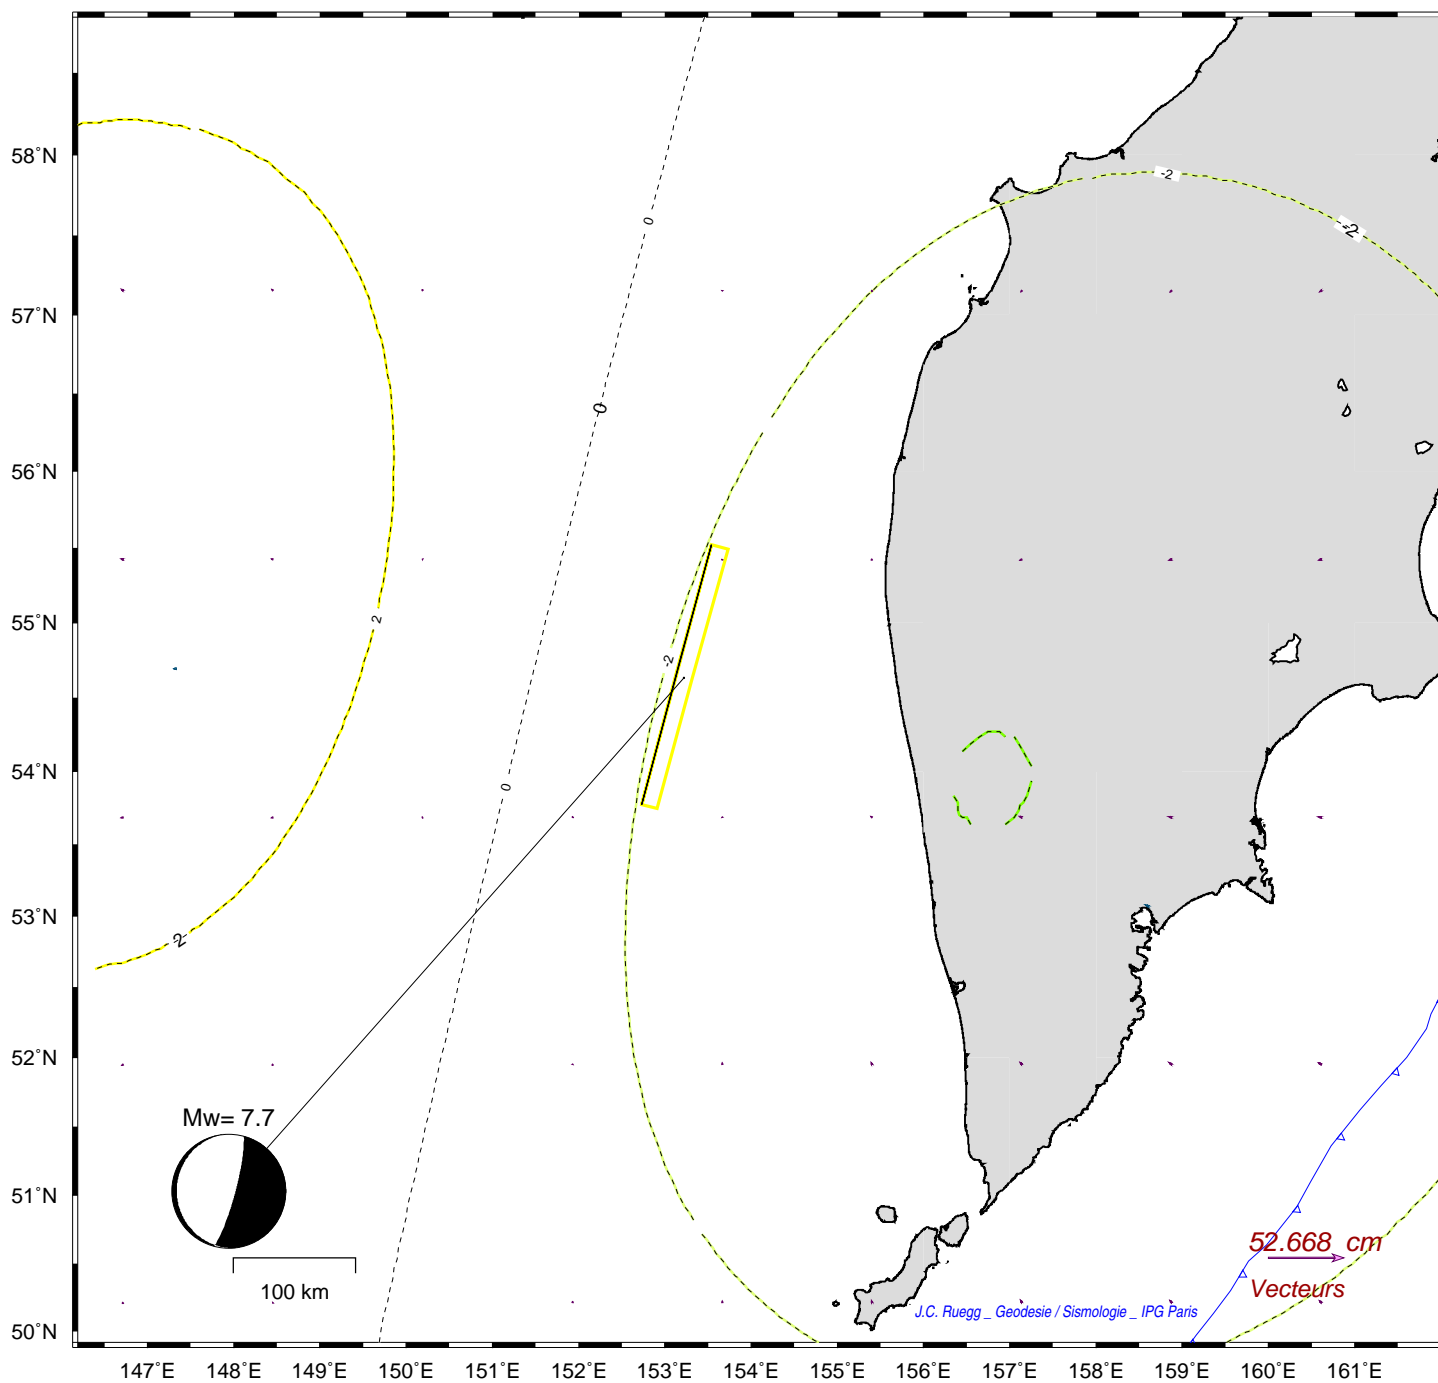 58°N
-2
-2
0
57°N
0
56°N
55°N
2
-2
54°N
0
53°N
2
52°N
Mw= 7.7
51°N
52.668 cm
100 km
Vecteurs
J.C. Ruegg _ Geodesie / Sismologie _ IPG Paris
50°N
147°E 148°E 149°E 150°E 151°E 152°E 153°E 154°E 155°E 156°E 157°E 158°E 159°E 160°E 161°E